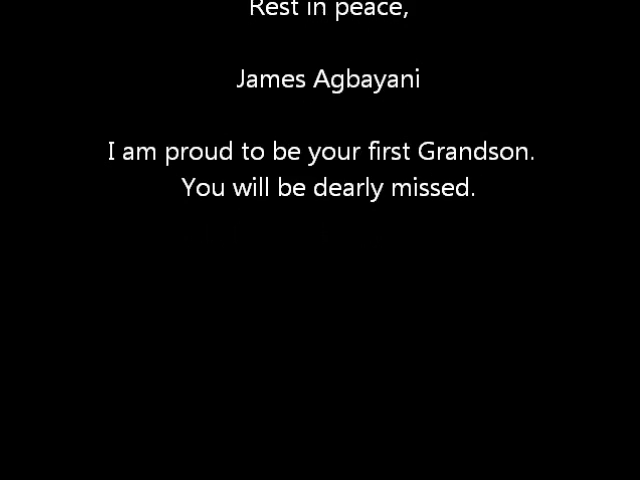 Rest in peace,
James Agbayani
I am proud to be your first Grandson.
You will be dearly missed.